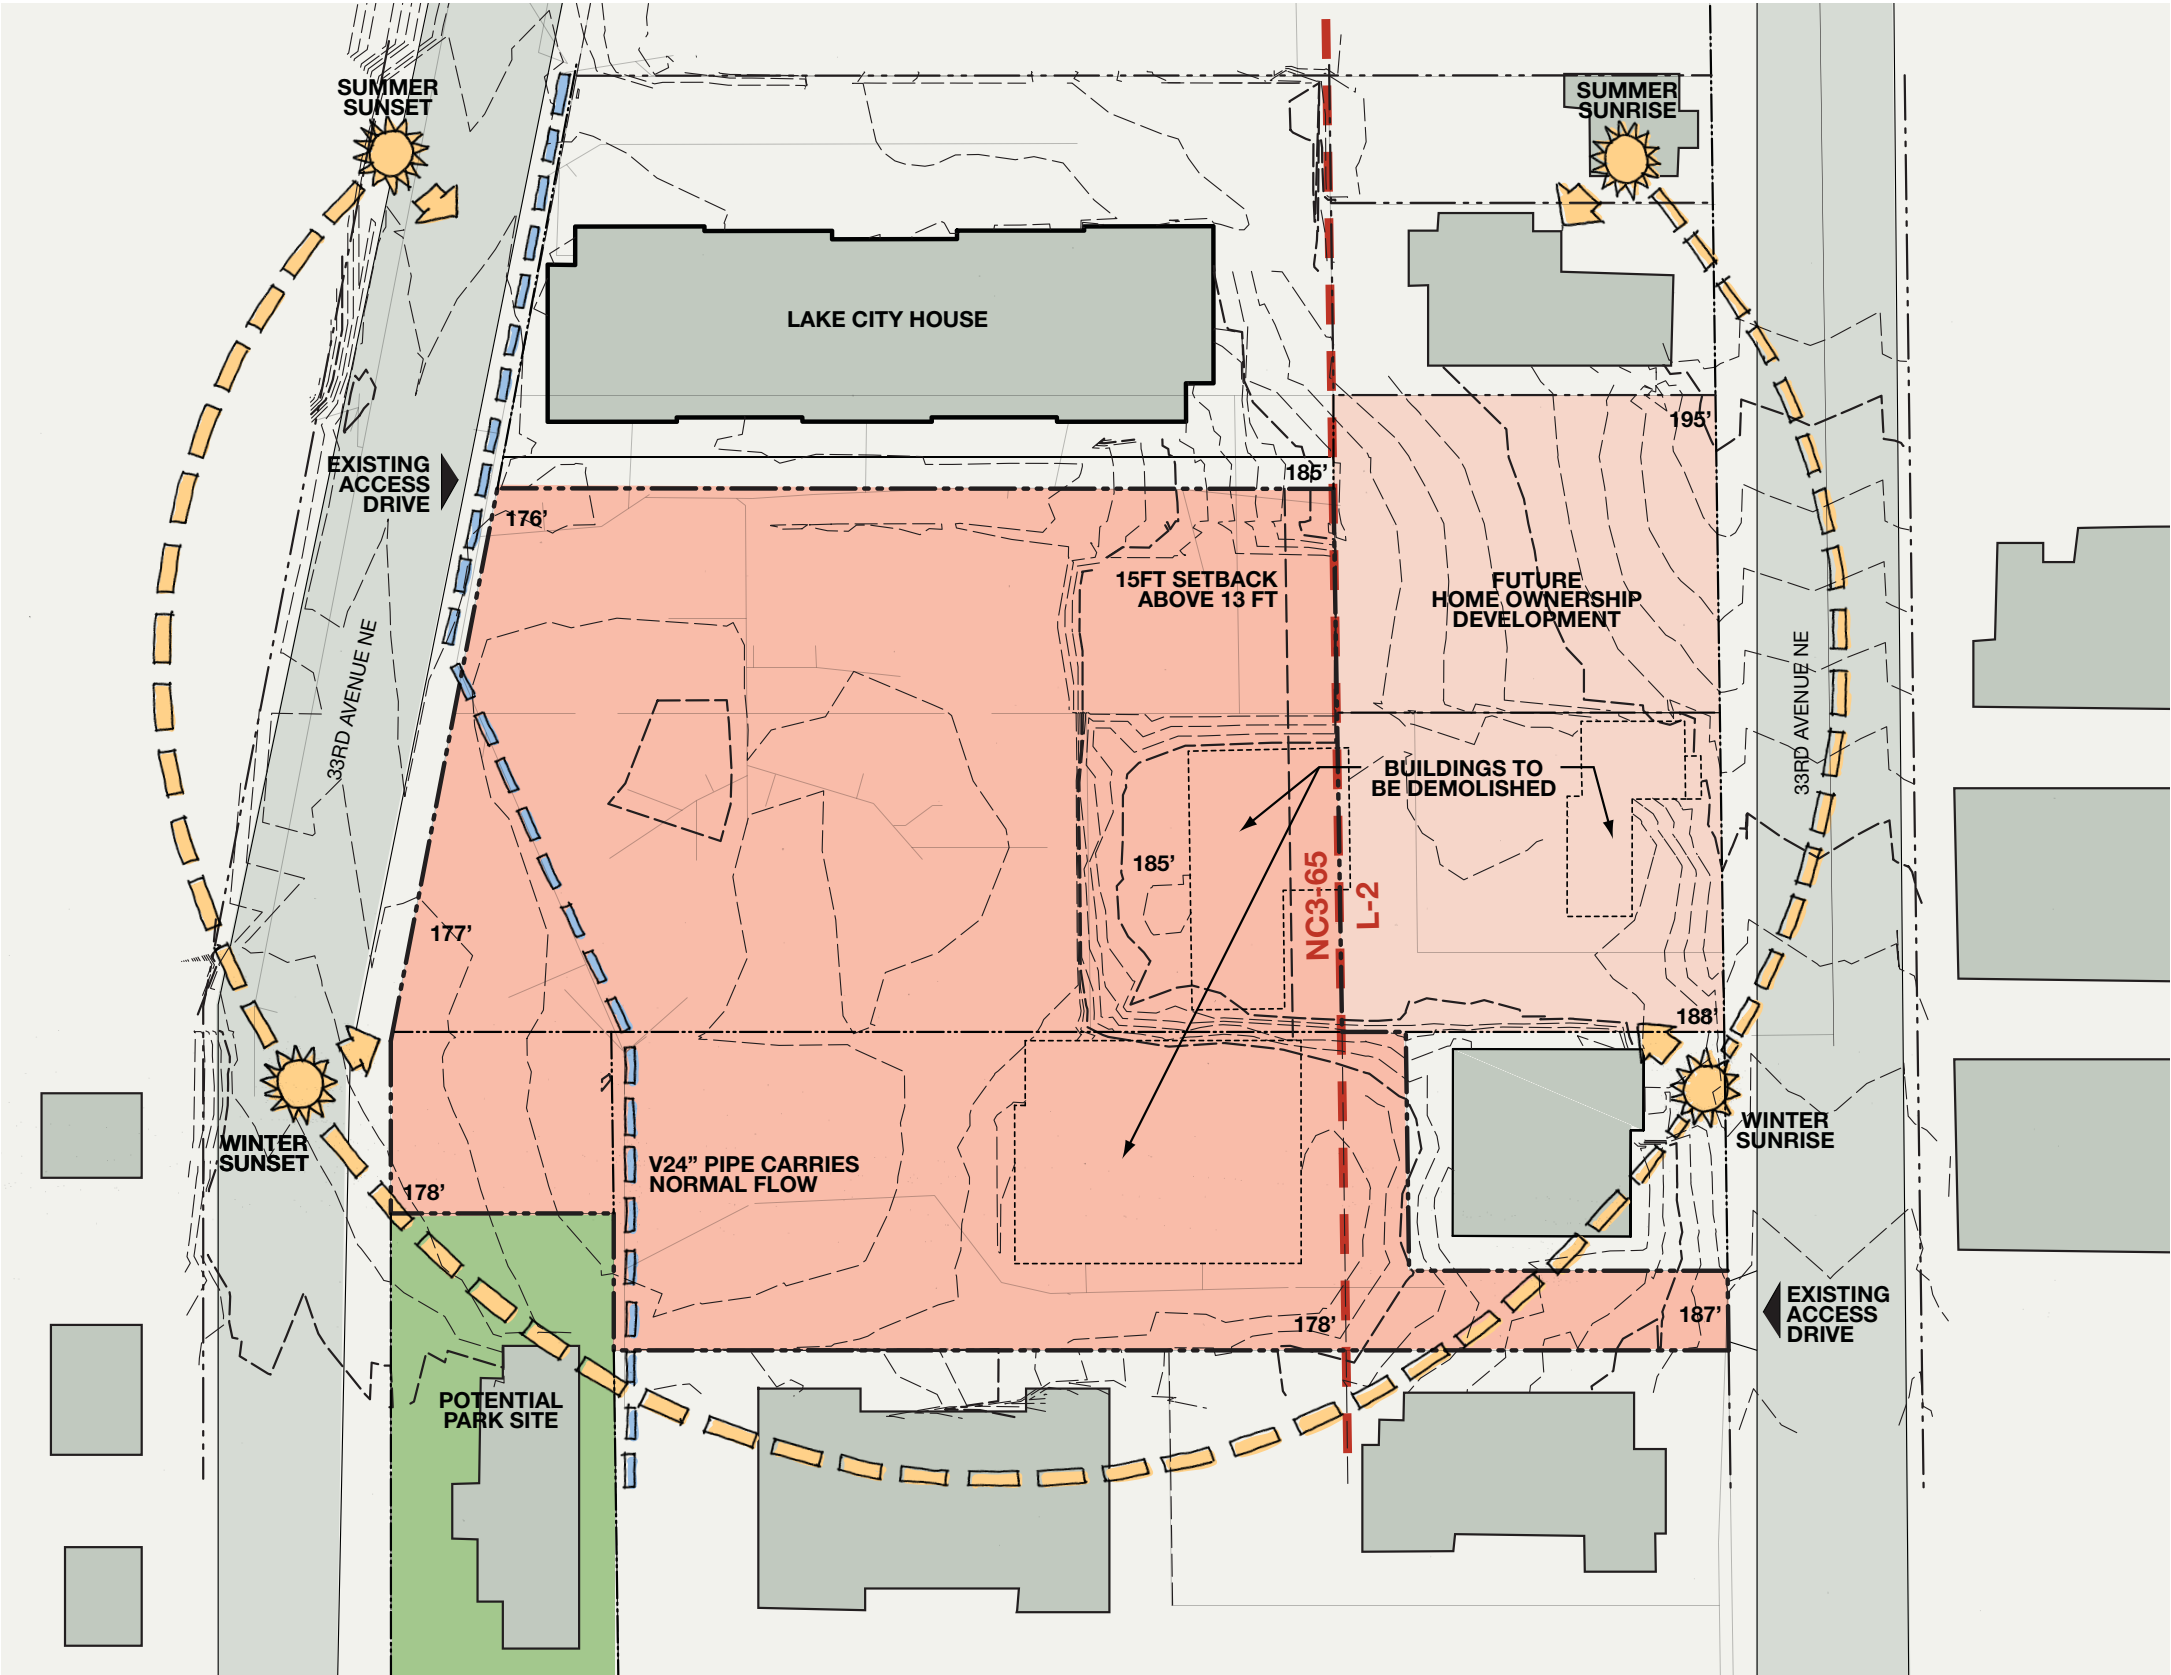 SUMMER
SUNSET
SUMMER
SUNRISE
LAKE CITY HOUSE
195’
EXISTING
ACCESS
DRIVE
185’
176’
15FT SETBACK
ABOVE 13 FT
FUTURE
HOME OWNERSHIP
DEVELOPMENT
33RD AVENUE NE
33RD AVENUE NE
BUILDINGS TO
BE DEMOLISHED
185’
NC3-65
L-2
177’
188’
WINTER
SUNSET
WINTER
SUNRISE
V24” PIPE CARRIES
NORMAL FLOW
178’
178’
187’
EXISTING
ACCESS
DRIVE
POTENTIAL
PARK SITE